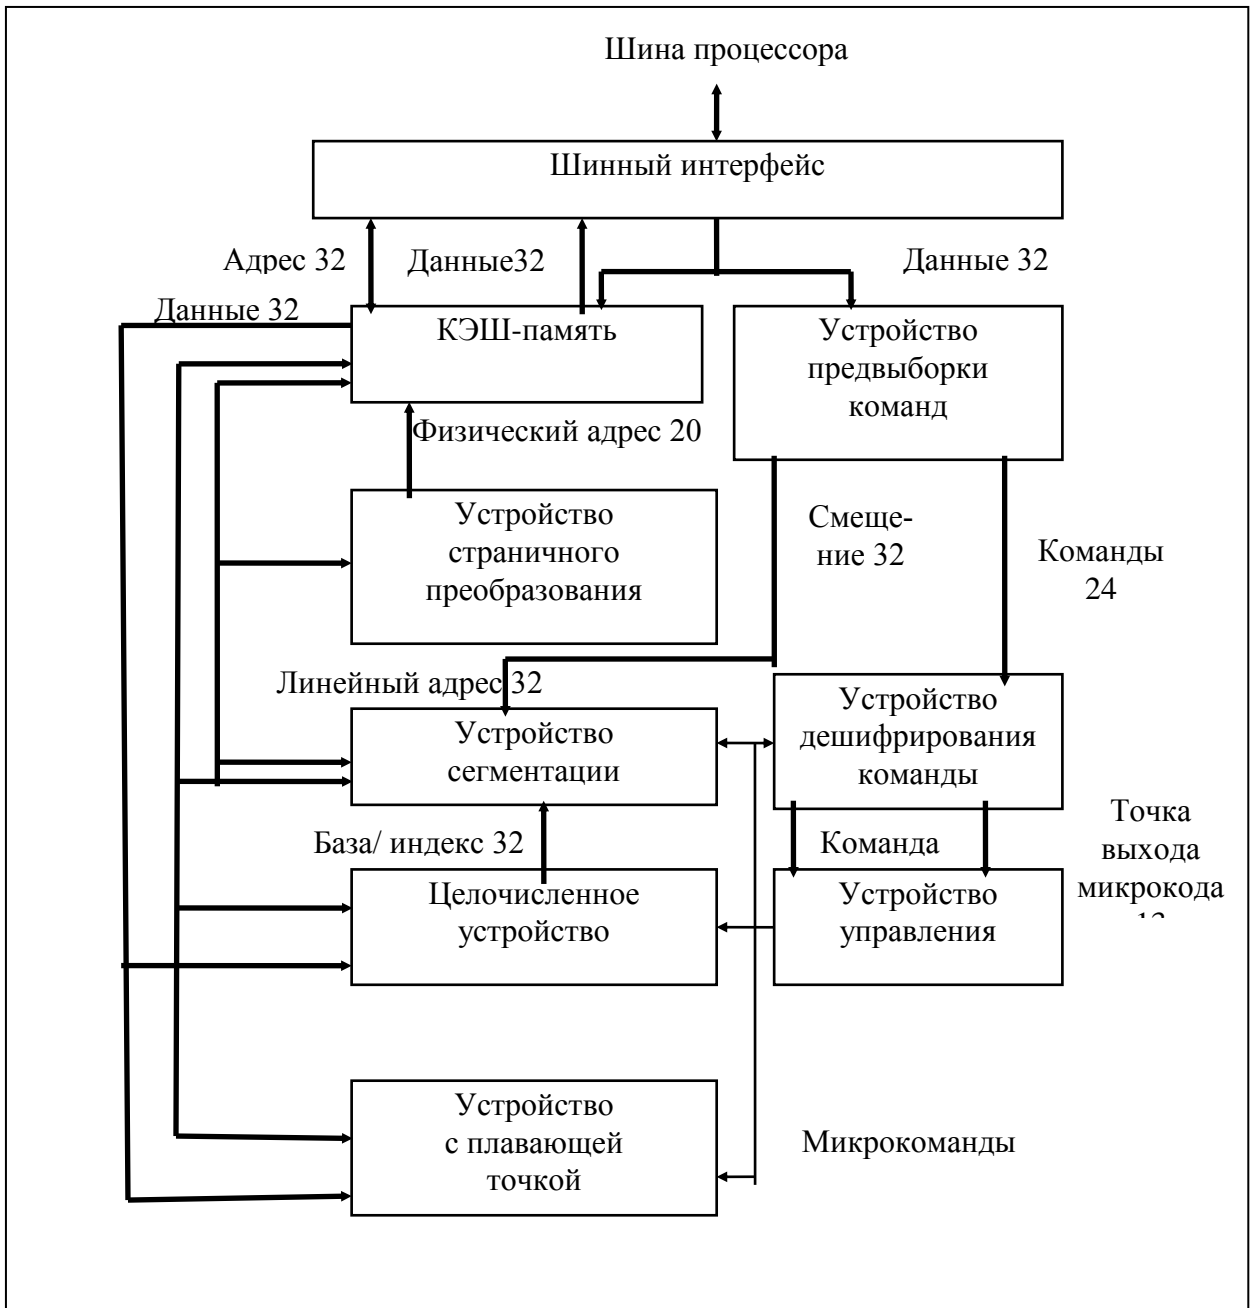 Шина процессора
Шинный интерфейс
Адрес 32
Данные32
Данные 32
Данные 32
КЭШ-память
Устройство
предвыборки
команд
Физический адрес 20
Устройство
страничного
преобразования
Смеще-
ние 32
Команды
24
Линейный адрес 32
Устройство
сегментации
Устройство
дешифрирования
команды
База/ индекс 32
Команда
Точка
выхода
микрокода
Целочисленное
устройство
Устройство
управления
Устройство
с плавающей
точкой
Микрокоманды